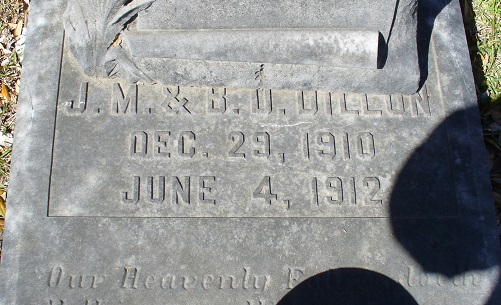 J. M. & B. O. DILLON
DEC. 29, 1910
JUNE 4, 1912
Our Heavenly